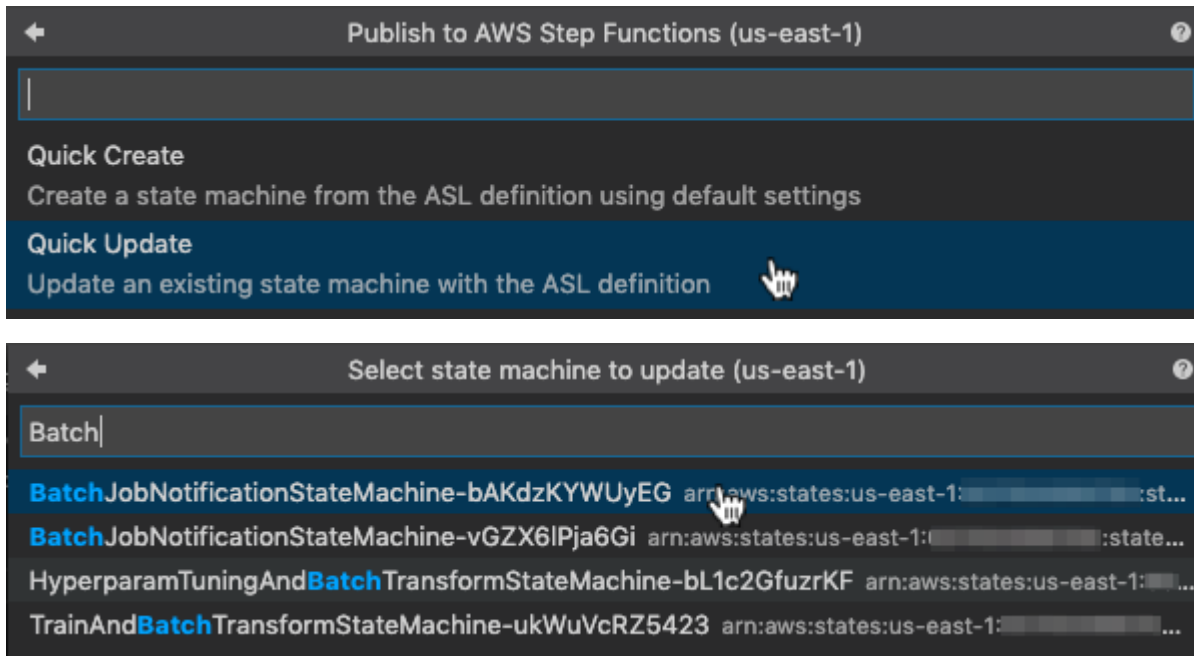 Publish to AWS Step Functions (us-east-1)
Quick Create
Create a state machine from the ASL definition using default settings
Quick Update
Update an existing state machine with the ASL definition
Select state machine to update (us-east-1)
Batch
BatchJobNotificationStateMachine-bAKdzKYWUyEG arn:aws:states:us-east-1: :st...
BatchJobNotificationStateMachine-vGZX6lPja6Gi arn:aws:states:us-east-1: :state...
HyperparamTuningAndBatchTransformStateMachine-bL1c2GfuzrKF arn:aws:states:us-east-1: ...
TrainAndBatchTransformStateMachine-ukWuVcRZ5423 arn:aws:states:us-east-1: ...